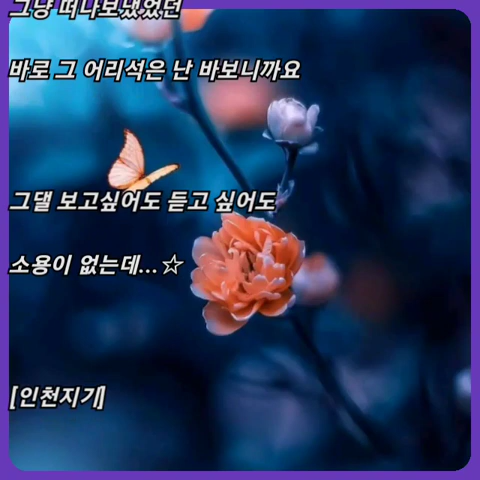 그냥 떠나보냈었던
바로 그 어리석은 난 바보니까요
그댈 보고싶어도 듣고 싶어도
소용이 없는데...☆
[인천지기]